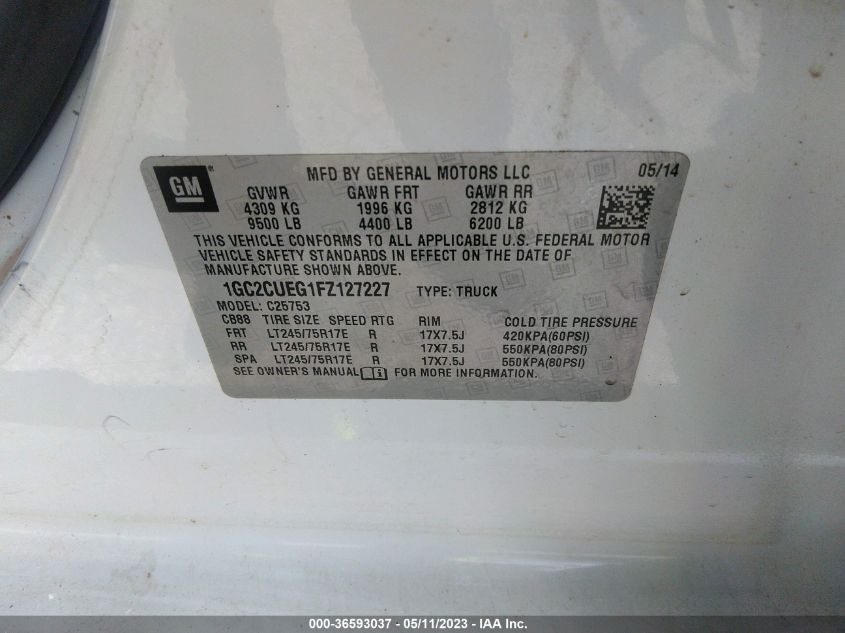 GM
MFD BY GENERAL MOTORS LLC 05/14
GVWR GAWR FRT GAWR RR
4309 KG 1996 KG 2812 KG
9500 LB 4400 LB 6200 LB
THIS VEHICLE CONFORMS TO ALL APPLICABLE U.S. FEDERAL MOTOR
VEHICLE SAFETY STANDARDS IN EFFECT ON THE DATE OF
MANUFACTURE SHOWN ABOVE.
1GC2CUEG1FZ127227 TYPE: TRUCK
MODEL: C25753
CB88 TIRE SIZE SPEED RTG RIM COLD TIRE PRESSURE
FRT LT245/75R17E R 17X7.5J 420KPA(60PSI)
RR LT245/75R17E R 17X7.5J 550KPA(80PSI)
SPA LT245/75R17E R 17X7.5J 550KPA(80PSI)
SEE OWNER'S MANUAL i FOR MORE INFORMATION.
000-36593037 - 05/11/2023 - IAA Inc.